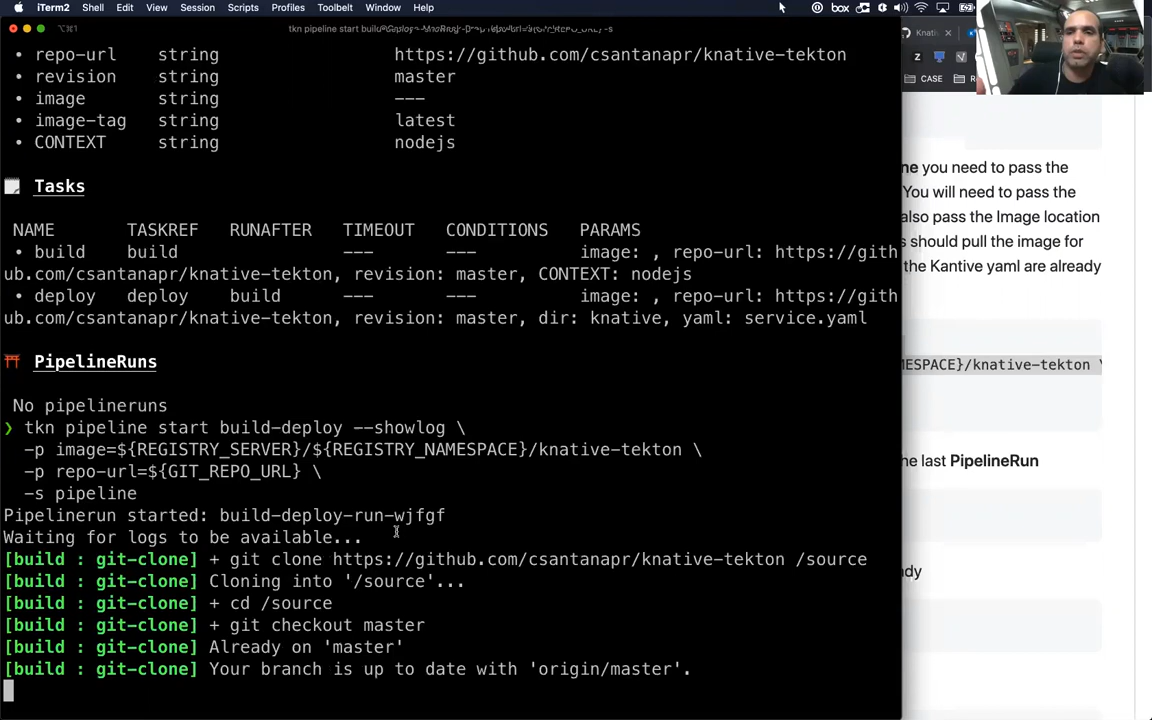 iTerm2 Shell Edit View Session Scripts Profiles Toolbelt Window Help
box
⌥⌘1
• repo-url string https://github.com/csantanapr/knative-tekton
• revision string master
• image string ---
• image-tag string latest
• CONTEXT string nodejs
Tasks
NAME TASKREF RUNAFTER TIMEOUT CONDITIONS PARAMS
• build build --- --- image: , repo-url: https://gith
ub.com/csantanapr/knative-tekton, revision: master, CONTEXT: nodejs
• deploy deploy build --- --- image: , repo-url: https://gith
ub.com/csantanapr/knative-tekton, revision: master, dir: knative, yaml: service.yaml
PipelineRuns
No pipelineruns
❯ tkn pipeline start build-deploy --showlog \
-p image=${REGISTRY_SERVER}/${REGISTRY_NAMESPACE}/knative-tekton \
-p repo-url=${GIT_REPO_URL} \
-s pipeline
Pipelinerun started: build-deploy-run-wjfgf
Waiting for logs to be available...
[build : git-clone] + git clone https://github.com/csantanapr/knative-tekton /source
[build : git-clone] Cloning into '/source'...
[build : git-clone] + cd /source
[build : git-clone] + git checkout master
[build : git-clone] Already on 'master'
[build : git-clone] Your branch is up to date with 'origin/master'.
Knati
CASE
ne you need to pass the
You will need to pass the
also pass the Image location
s should pull the image for
the Kantive yaml are already
MESPACE}/knative-tekton \
he last PipelineRun
dy